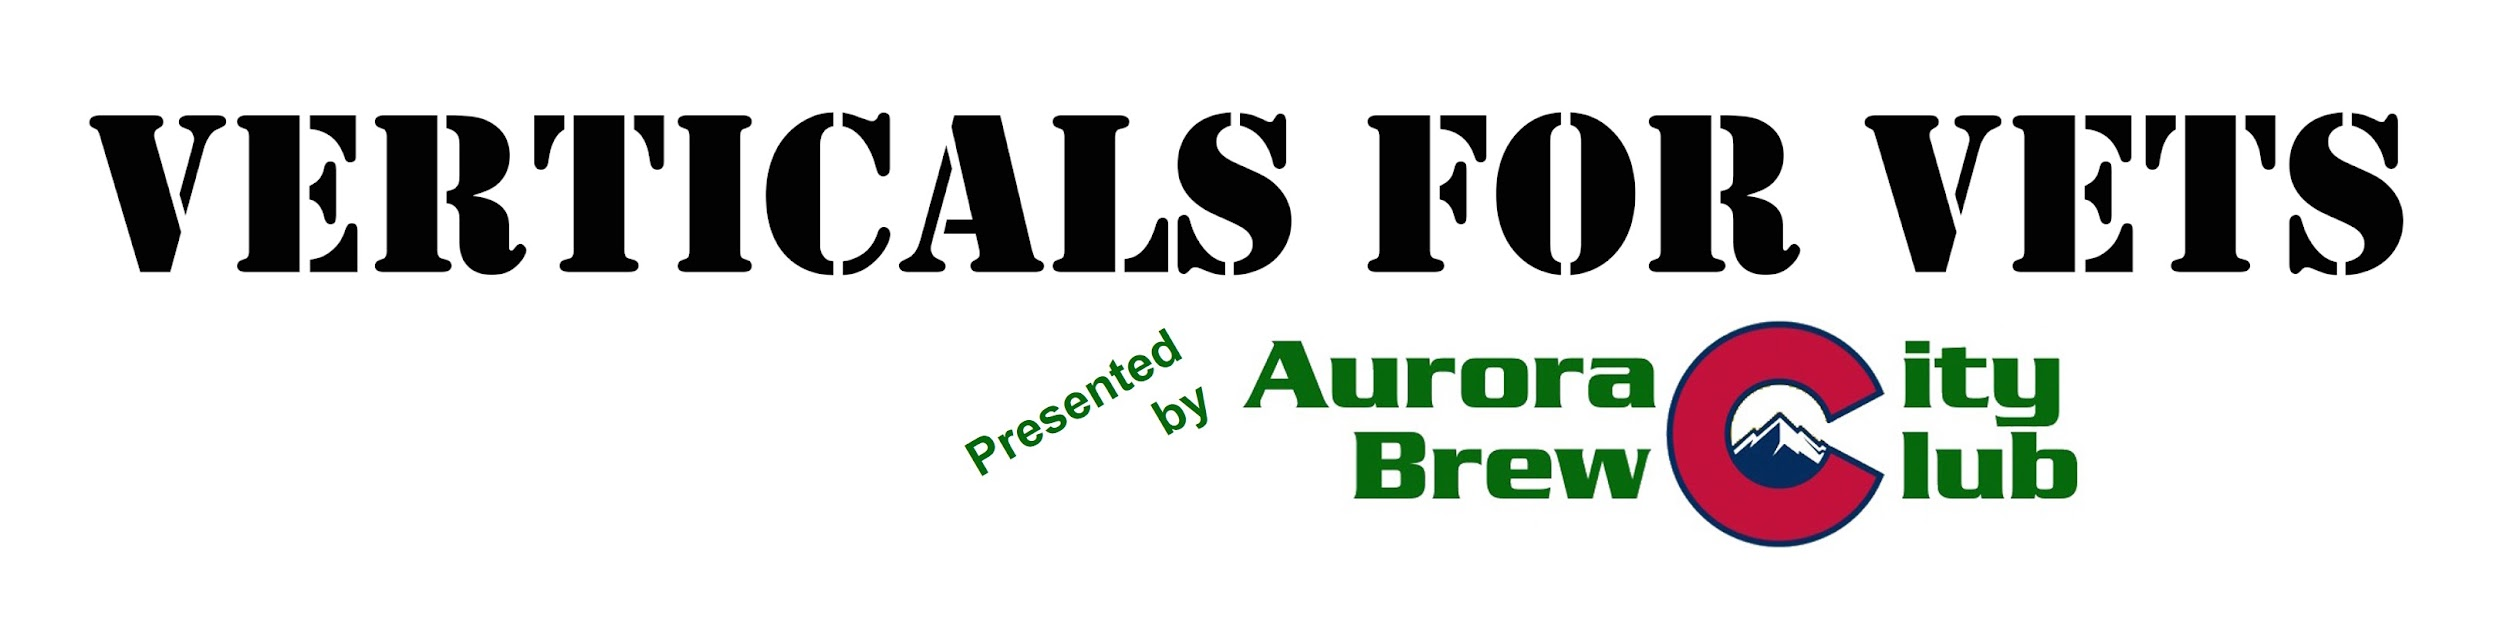 VERTICALS FOR VETS
Presented
by
Aurora City
Brew Club